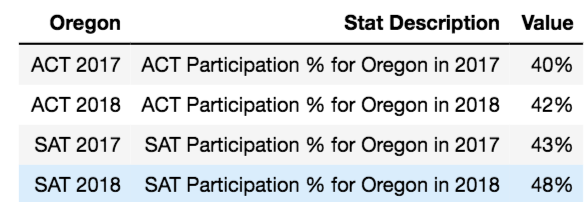 Oregon Stat Description Value
ACT 2017 ACT Participation % for Oregon in 2017 40%
ACT 2018 ACT Participation % for Oregon in 2018 42%
SAT 2017 SAT Participation % for Oregon in 2017 43%
SAT 2018 SAT Participation % for Oregon in 2018 48%